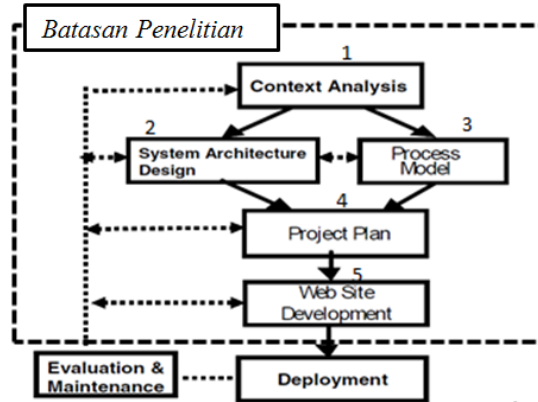 Batasan Penelitian
1
Context Analysis
2
3
System Architecture
Design
Process
Model
4
Project Plan
5
Web Site
Development
Evaluation &
Maintenance
Deployment